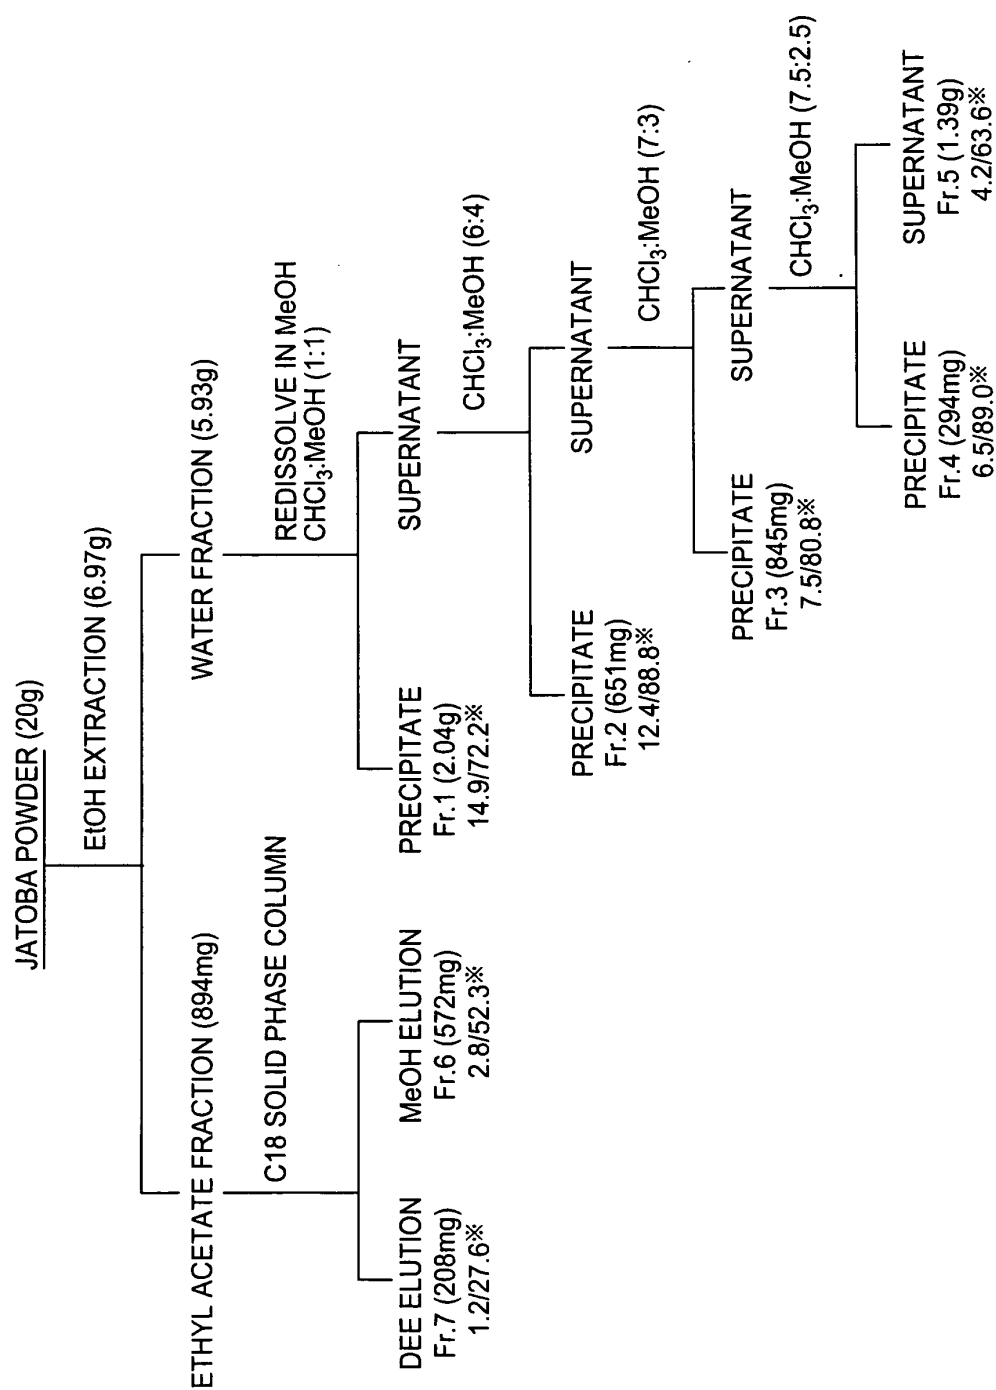 JATOBA POWDER (20g)
EtOH EXTRACTION (6.97g)
ETHYL ACETATE FRACTION (894mg)
C18 SOLID PHASE COLUMN
DEE ELUTION
Fr.7 (208mg)
1.2/27.6※
MeOH ELUTION
Fr.6 (572mg)
2.8/52.3※
WATER FRACTION (5.93g)
REDISSOLVE IN MeOH
CHCl₃:MeOH (1:1)
PRECIPITATE
Fr.1 (2.04g)
14.9/72.2※
SUPERNATANT
CHCl₃:MeOH (6:4)
PRECIPITATE
Fr.2 (651mg)
12.4/88.8※
SUPERNATANT
CHCl₃:MeOH (7:3)
PRECIPITATE
Fr.3 (845mg)
7.5/80.8※
SUPERNATANT
CHCl₃:MeOH (7.5:2.5)
PRECIPITATE
Fr.4 (294mg)
6.5/89.0※
SUPERNATANT
Fr.5 (1.39g)
4.2/63.6※